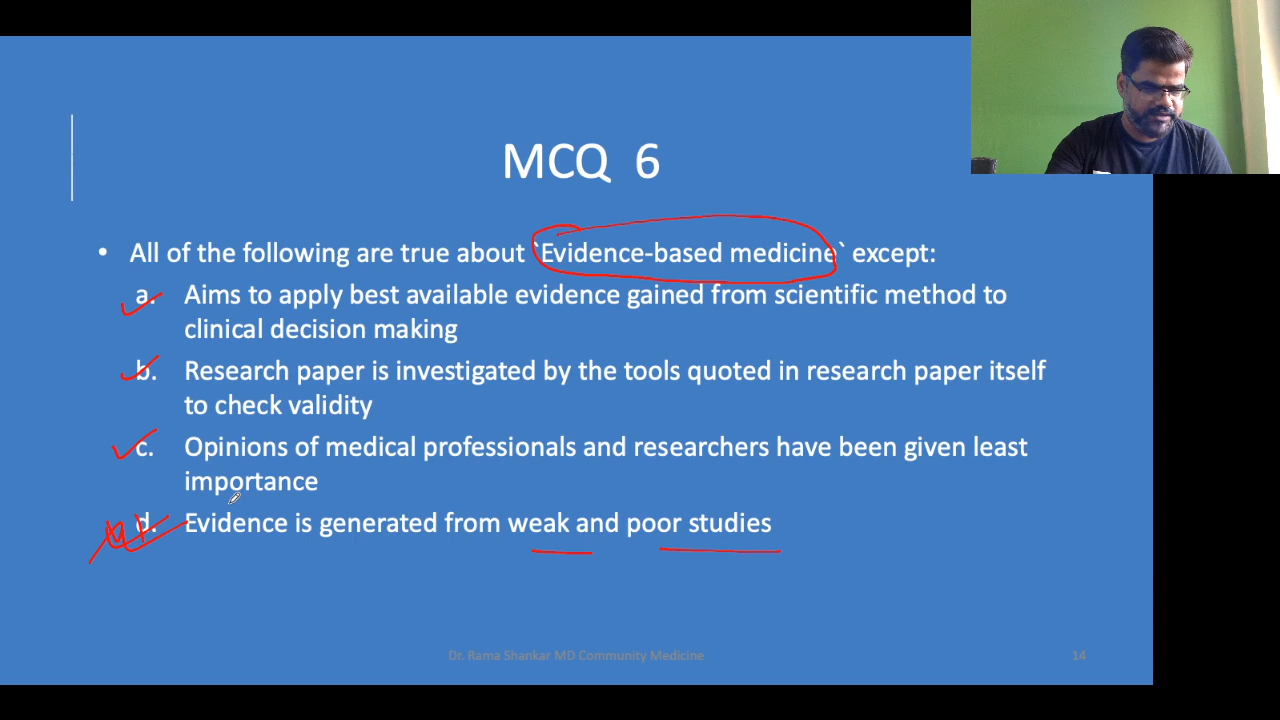 MCQ 6
• All of the following are true about `Evidence-based medicine` except:
a. Aims to apply best available evidence gained from scientific method to
clinical decision making
b. Research paper is investigated by the tools quoted in research paper itself
to check validity
c. Opinions of medical professionals and researchers have been given least
importance
d. Evidence is generated from weak and poor studies
Dr. Rama Shankar MD Community Medicine
14